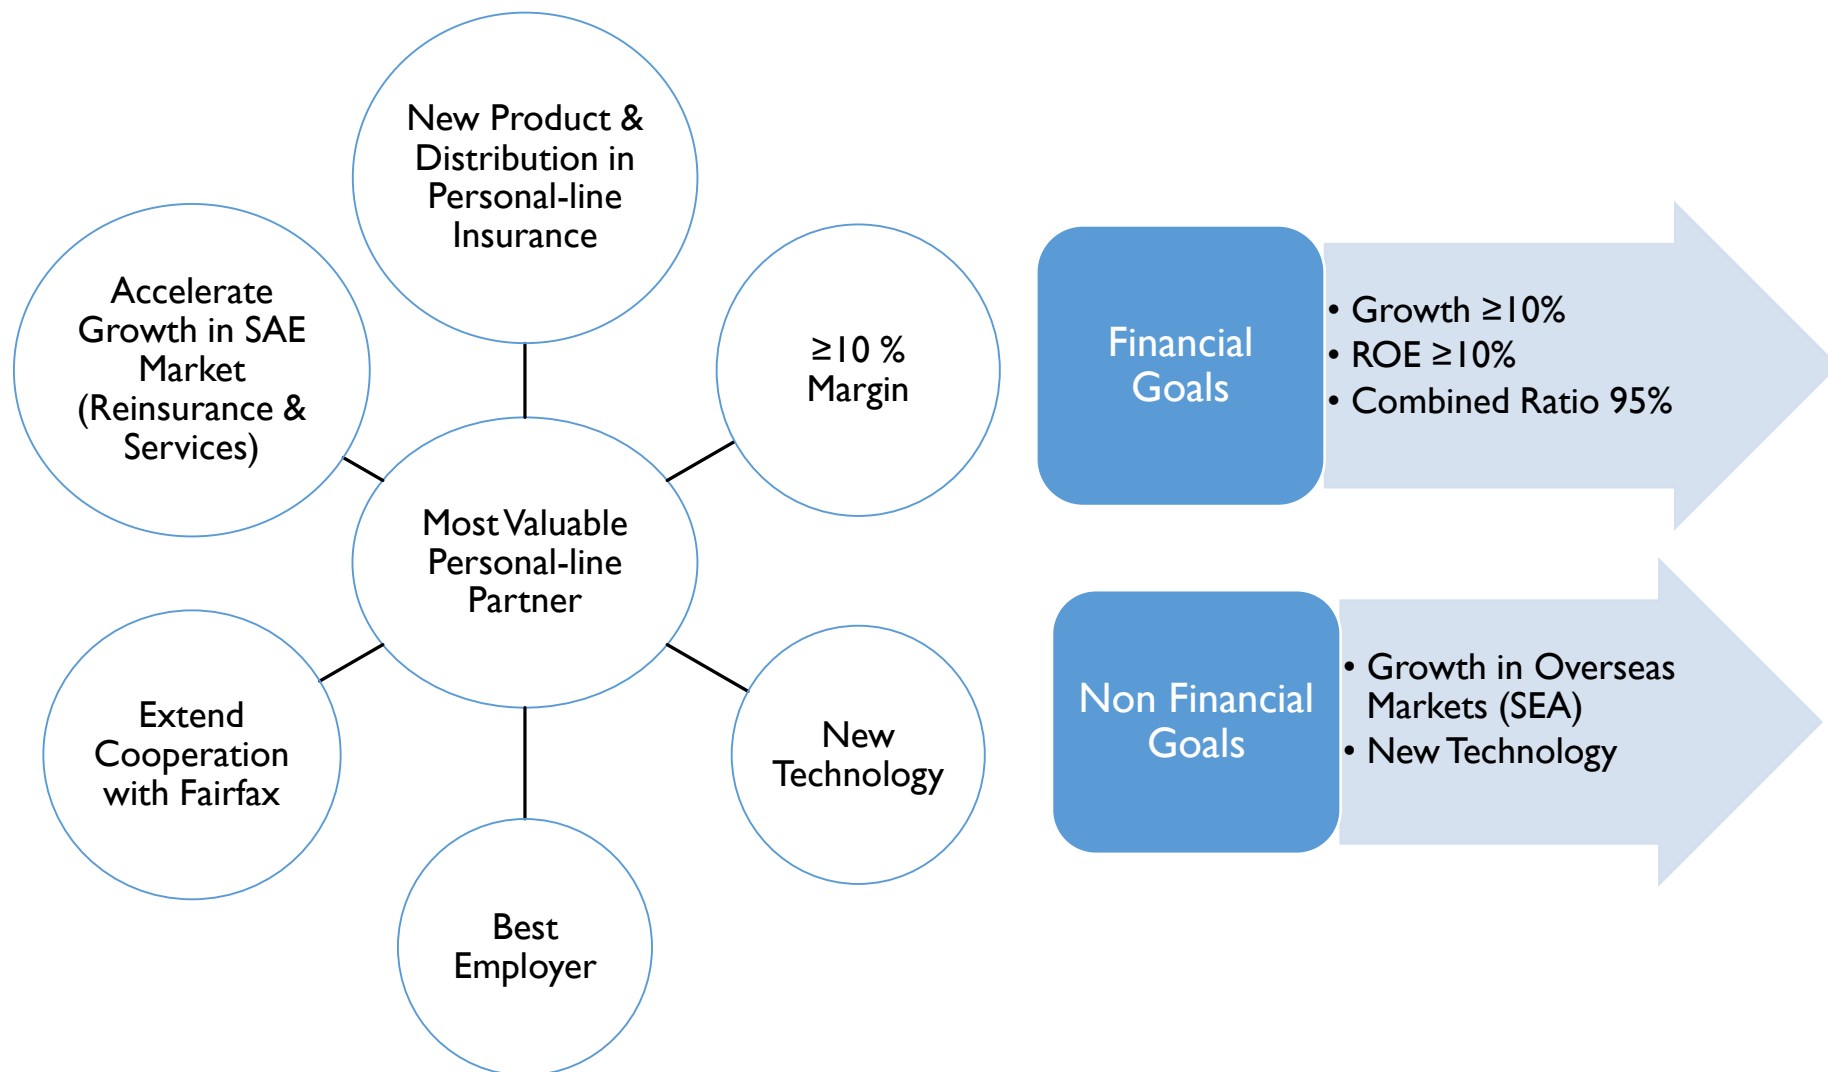 New Product &
Distribution in
Personal-line
Insurance
Accelerate
Growth in SAE
Market
(Reinsurance &
Services)
≥10 %
Margin
Most Valuable
Personal-line
Partner
Extend
Cooperation
with Fairfax
New
Technology
Best
Employer
Financial
Goals
• Growth ≥10%
• ROE ≥10%
• Combined Ratio 95%
Non Financial
Goals
• Growth in Overseas
Markets (SEA)
• New Technology